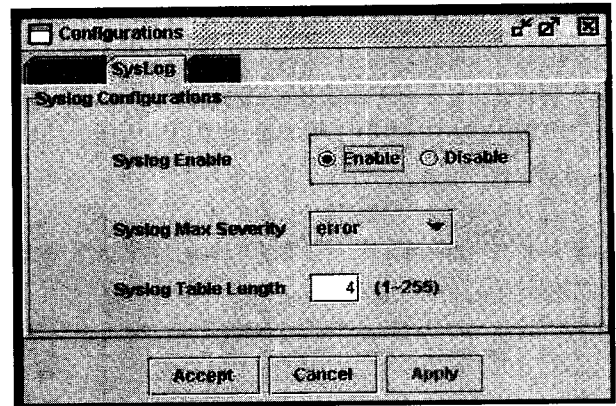 Configurations
SysLog
Syslog Configurations
Syslog Enable
Enable Disable
Syslog Max Severity
error
Syslog Table Length
4 (1~255)
Accept Cancel Apply